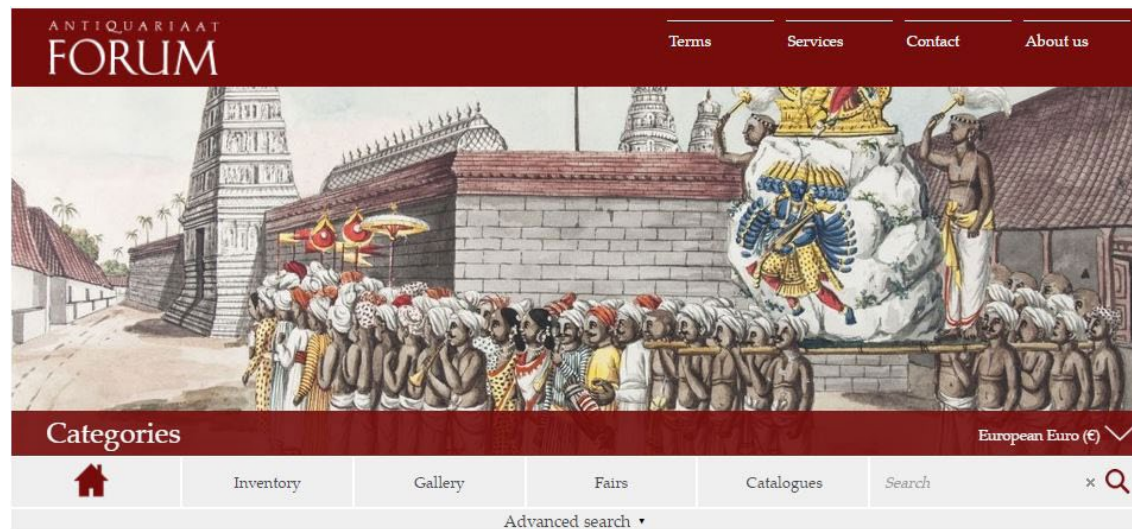 ANTIQUARIAAT
FORUM
Terms Services Contact About us
Categories
European Euro (€)
Inventory Gallery Fairs Catalogues Search ×
Advanced search ▾